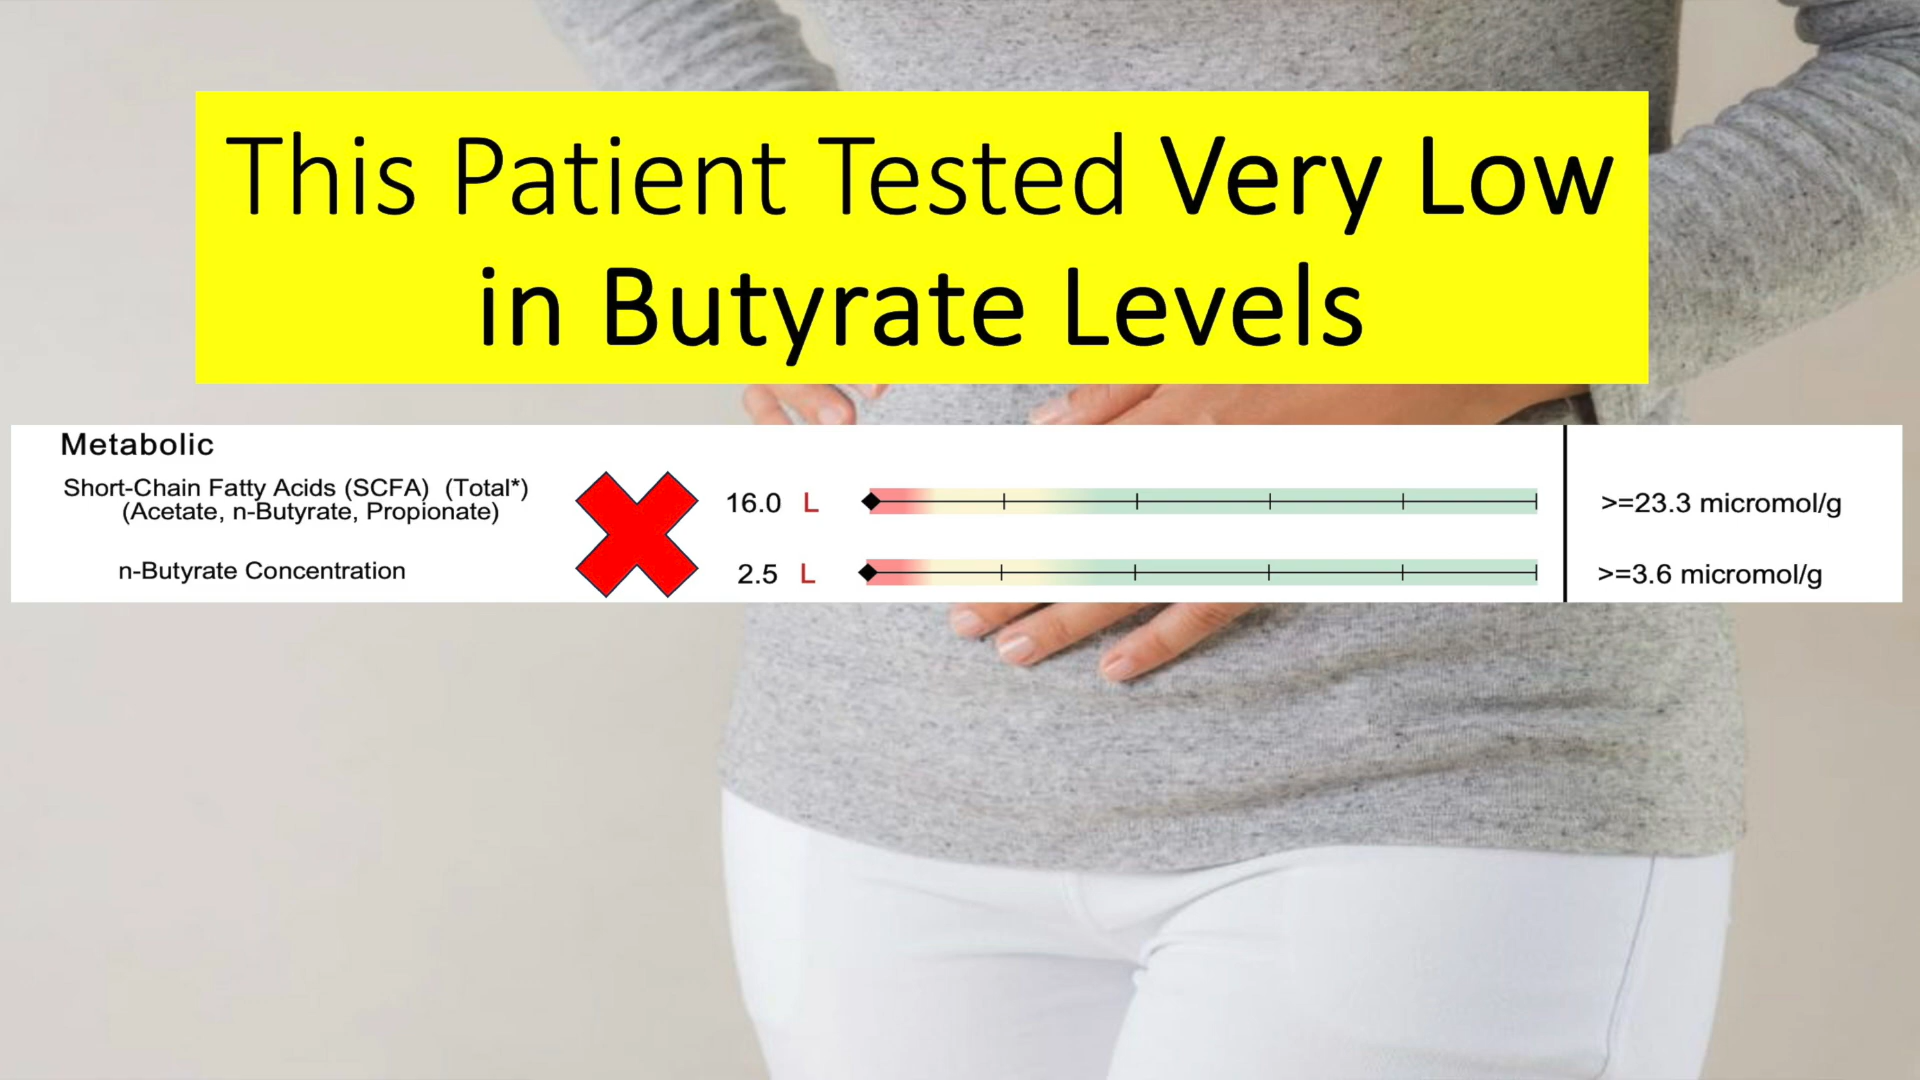 This Patient Tested Very Low
in Butyrate Levels
Metabolic
Short-Chain Fatty Acids (SCFA) (Total*)
(Acetate, n-Butyrate, Propionate)
16.0 L
>=23.3 micromol/g
n-Butyrate Concentration
2.5 L
>=3.6 micromol/g